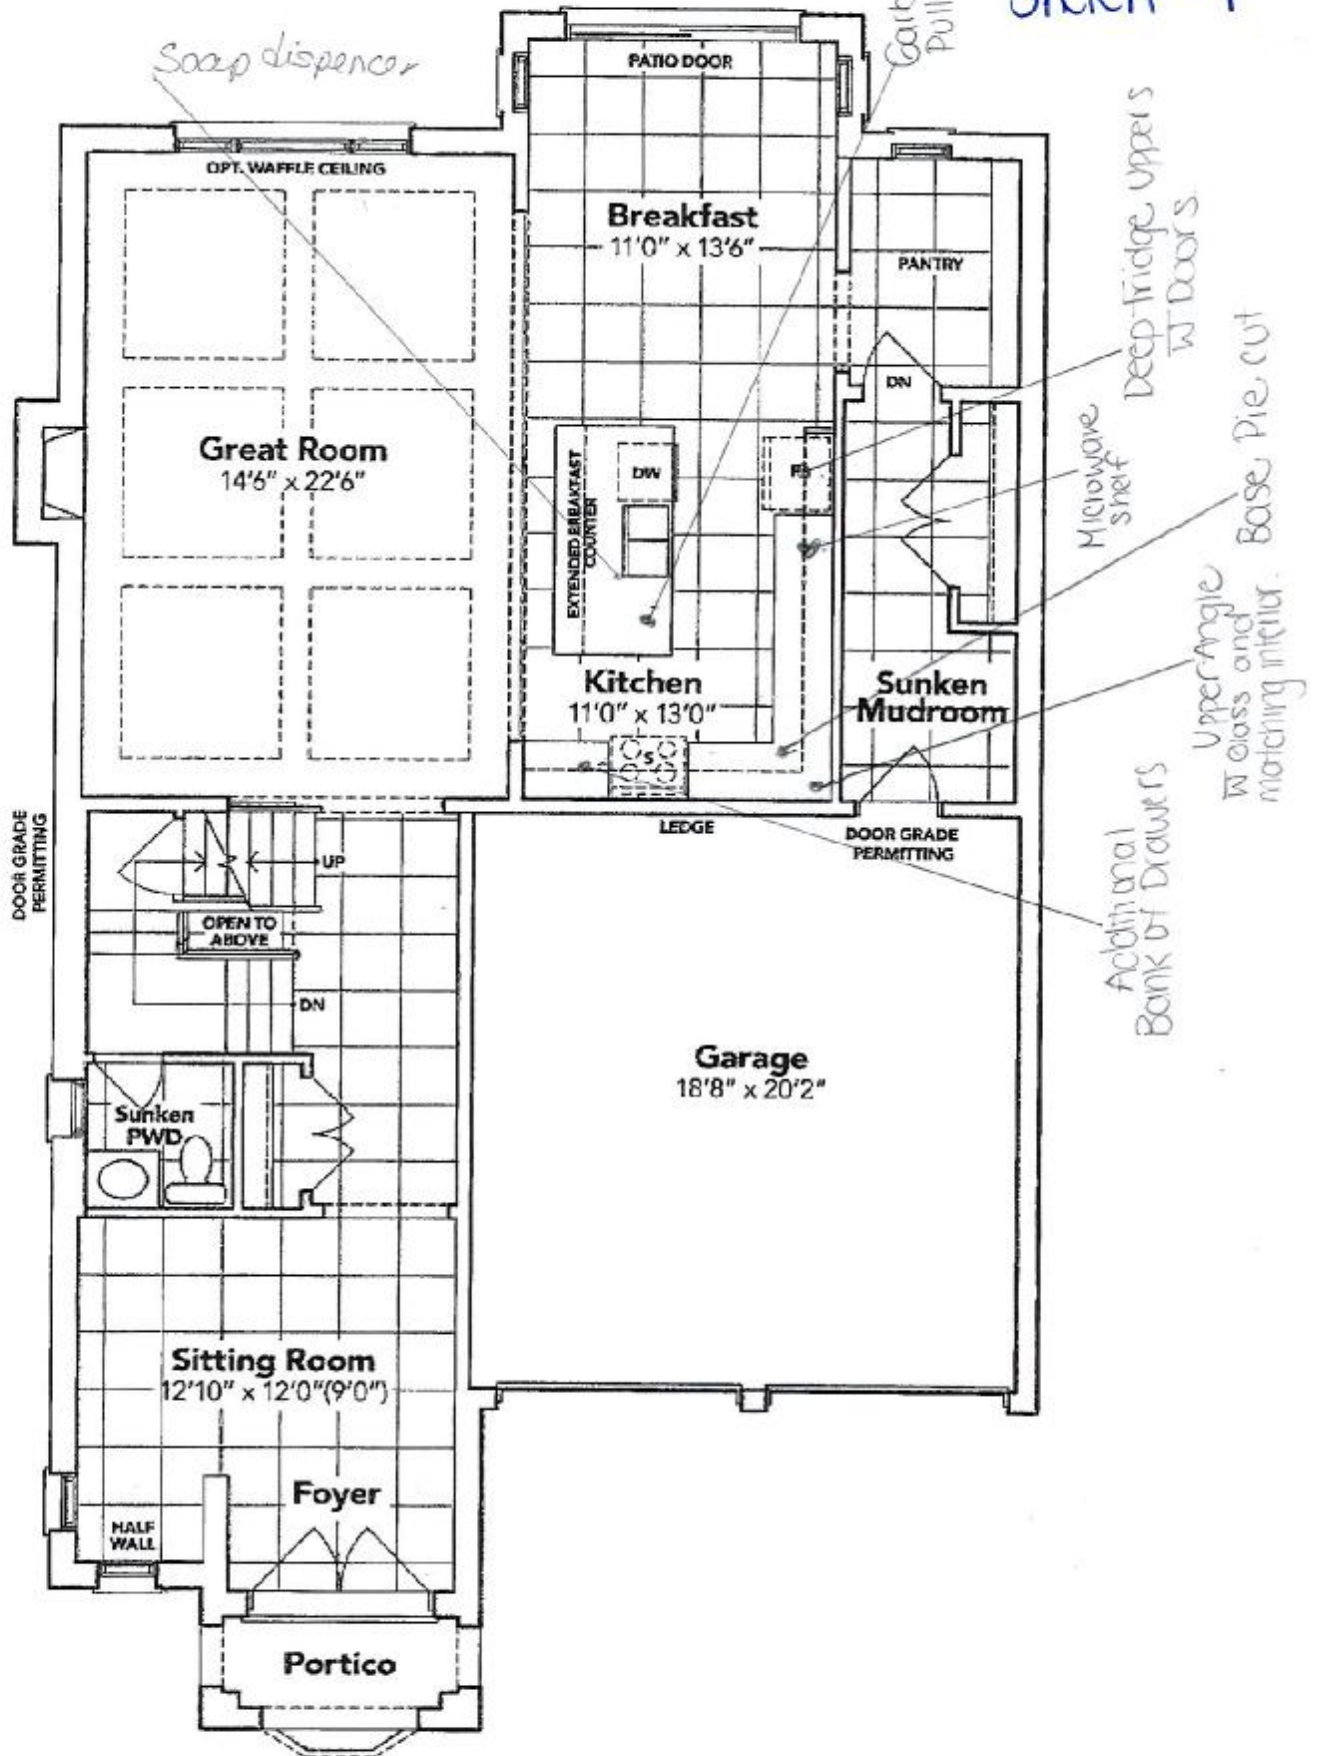 Soap dispencer
PATIO DOOR
OPT. WAFFLE CEILING
Breakfast
11'0" x 13'6"
PANTRY
Deep Fridge uppers
W Doors
DN
Great Room
14'6" x 22'6"
DW
EXTENDED BREAKFAST
COUNTER
Microwave
shelf
Base Pie cut
Kitchen
11'0" x 13'0"
S
Sunken
Mudroom
Upper Angle
W Glass and
matching interior.
LEDGE
DOOR GRADE
PERMITTING
DOOR GRADE
PERMITTING
UP
Additional
Bank of Drawers
OPEN TO
ABOVE
DN
Garage
18'8" x 20'2"
Sunken
PWD
Sitting Room
12'10" x 12'0"(9'0")
Foyer
HALF
WALL
Portico